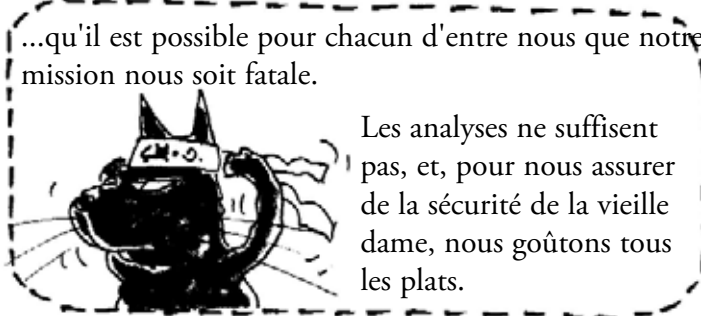 ...qu'il est possible pour chacun d'entre nous que notre
mission nous soit fatale.
Les analyses ne suffisent
pas, et, pour nous assurer
de la sécurité de la vieille
dame, nous goûtons tous
les plats.